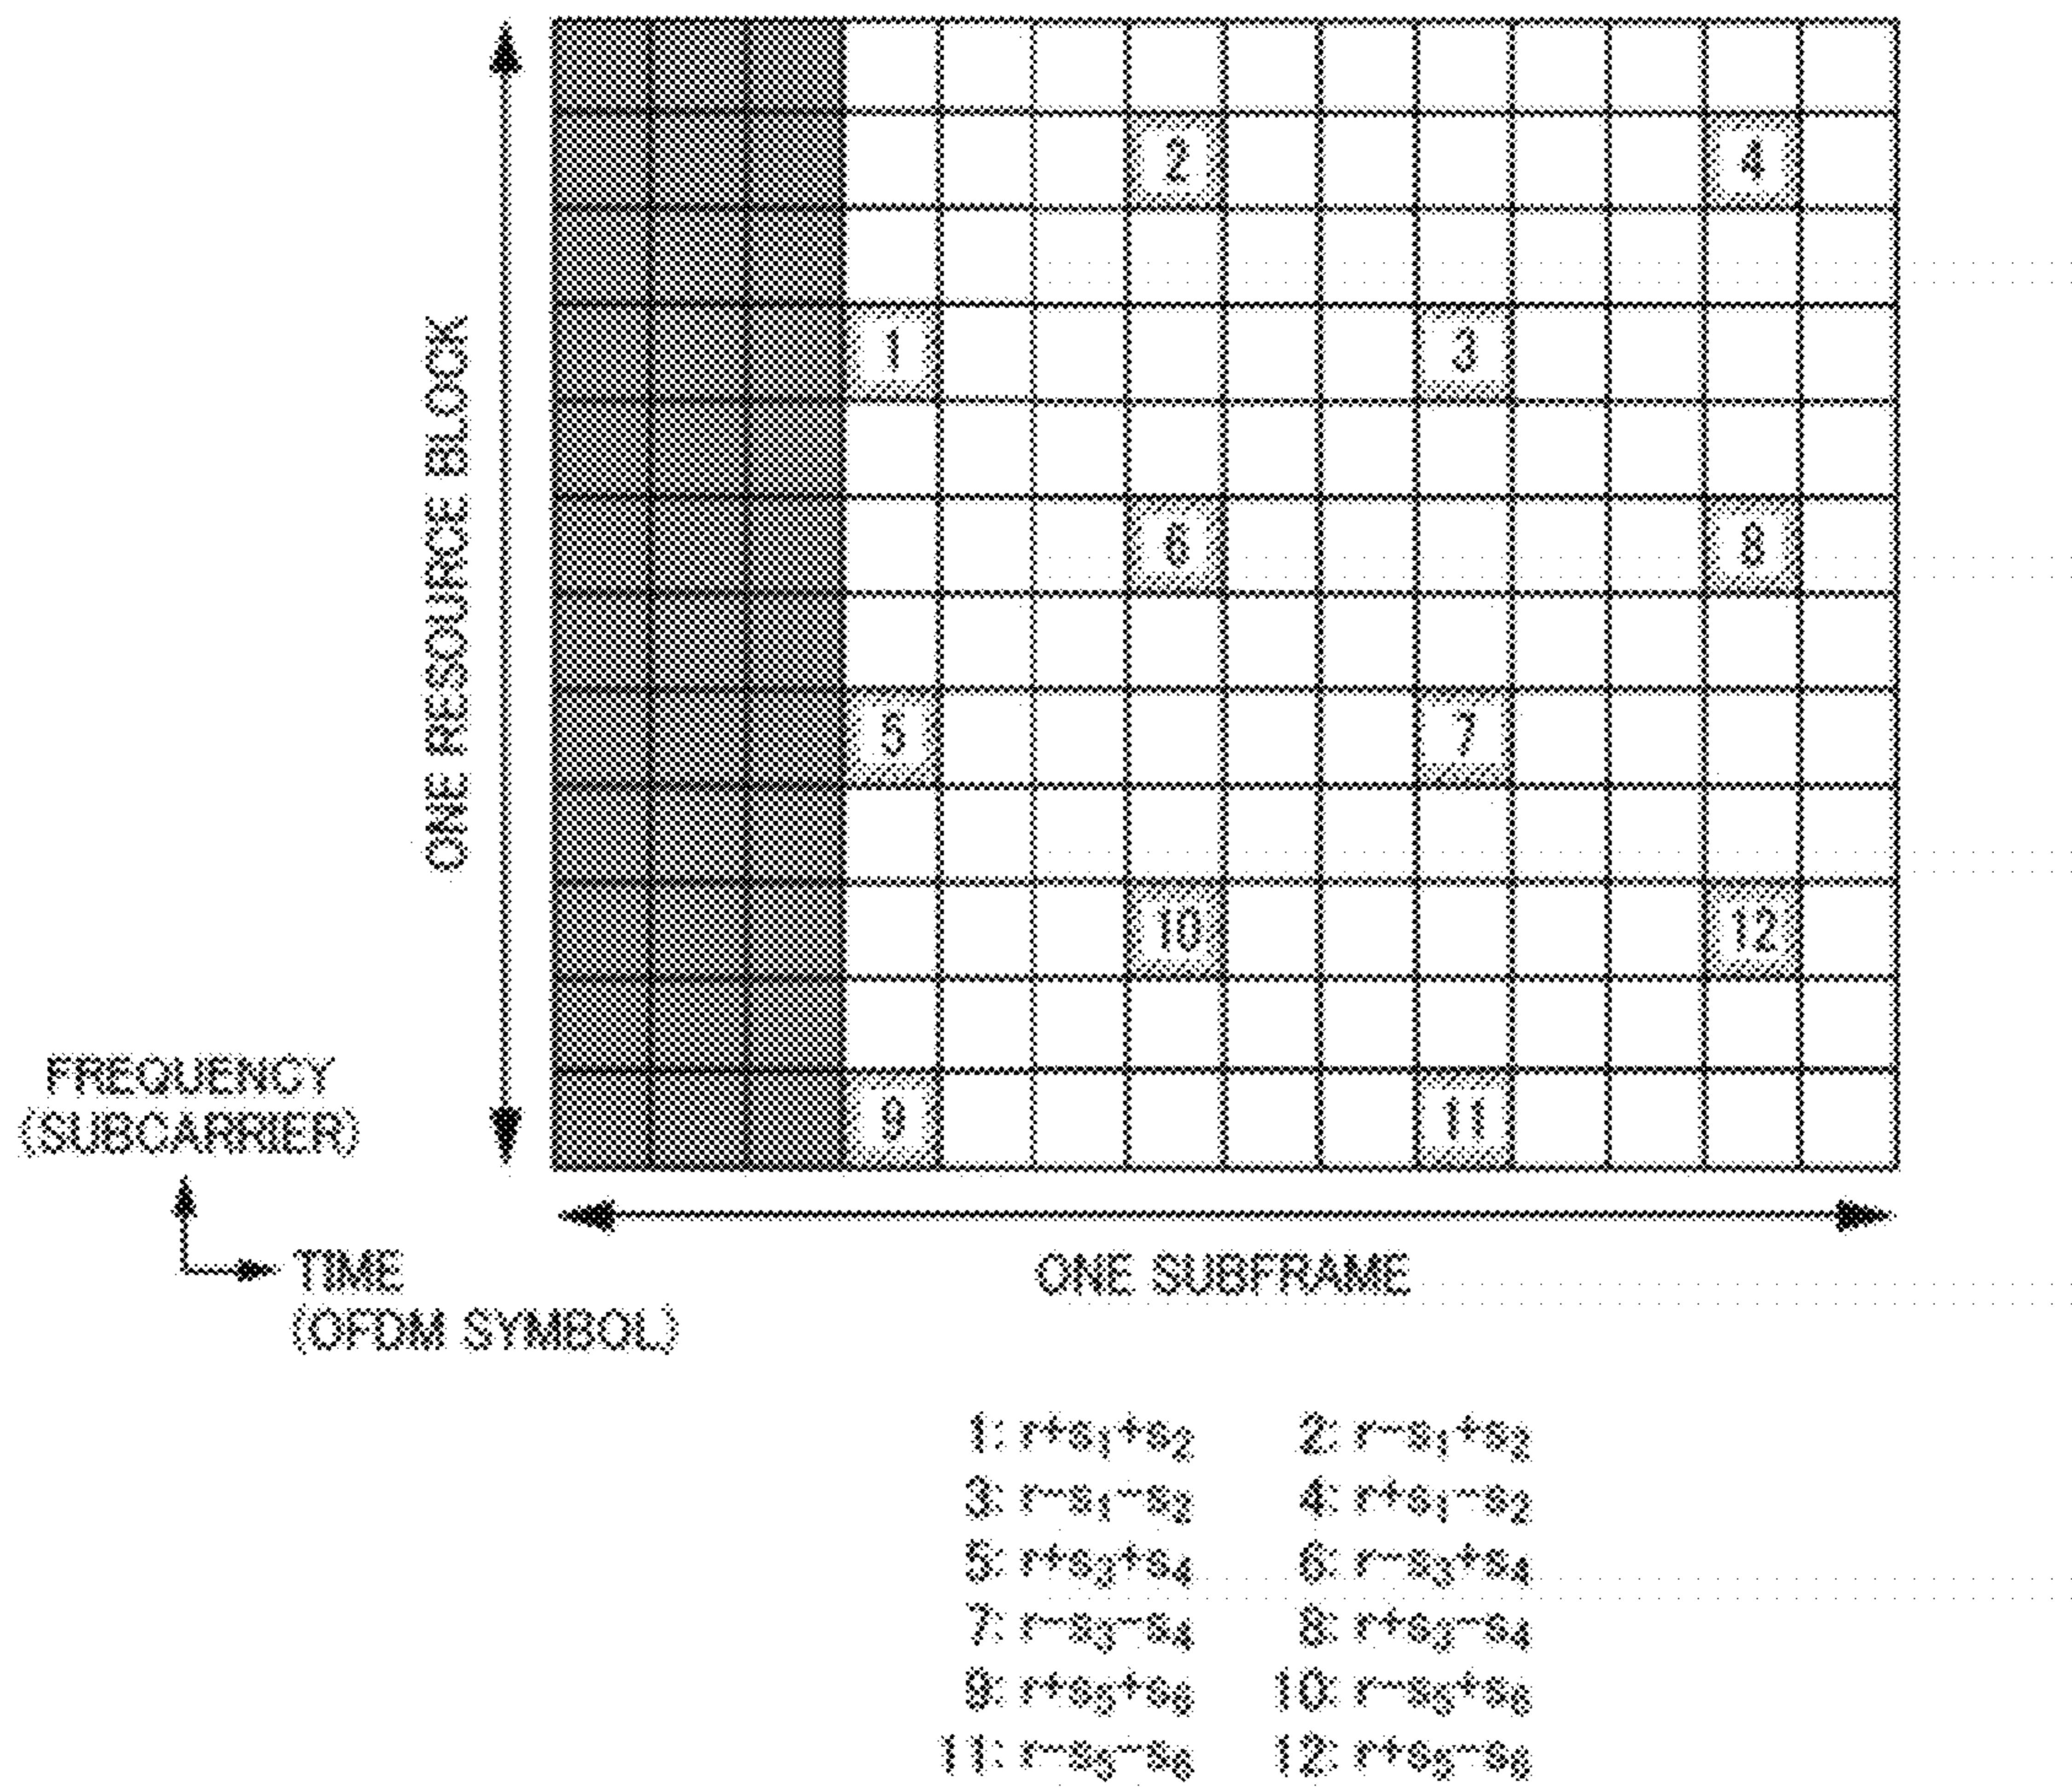 2 4
1 3
6 8
5 7
10 12
9 11
ONE RESOURCE BLOCK
FREQUENCY
(SUBCARRIER)
TIME
(OFDM SYMBOL)
ONE SUBFRAME
1: r+s₁+s₂ 2: r−s₁+s₂
3: r−s₁−s₂ 4: r+s₁−s₂
5: r+s₃+s₄ 6: r−s₃+s₄
7: r−s₃−s₄ 8: r+s₃−s₄
9: r+s₅+s₆ 10: r−s₅+s₆
11: r−s₅−s₆ 12: r+s₅−s₆